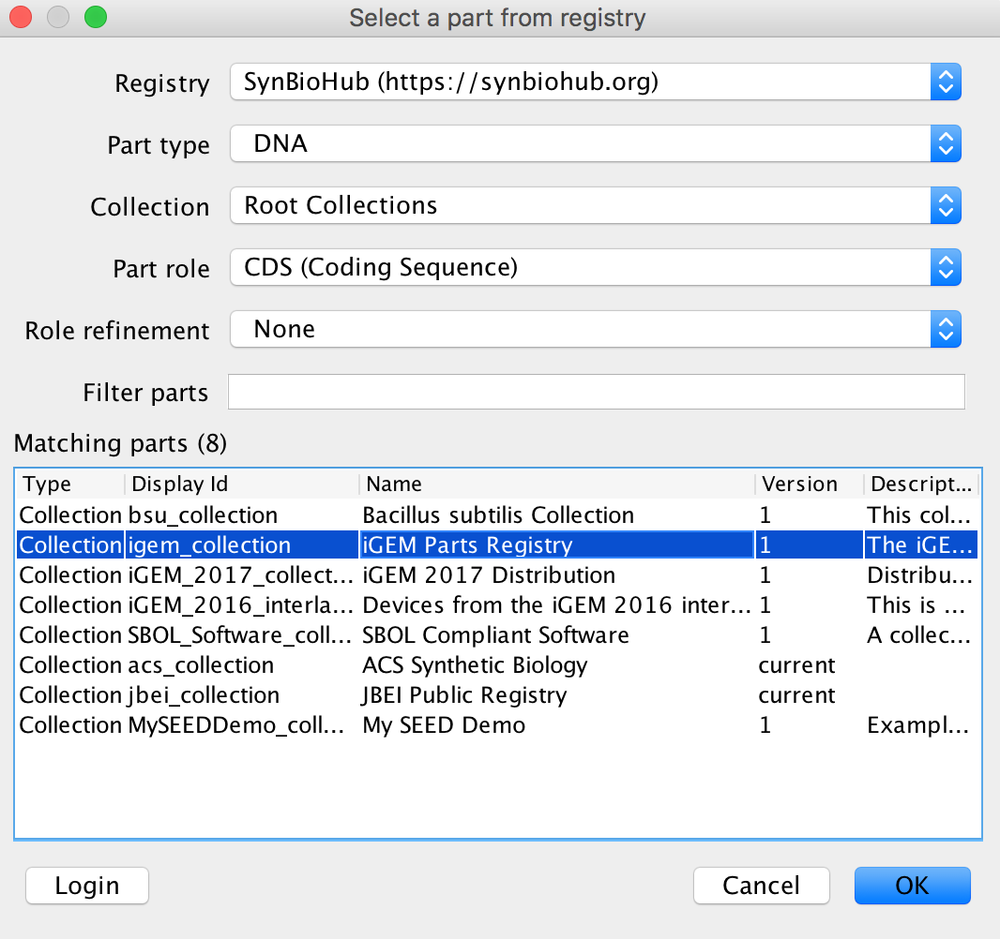 Select a part from registry
Registry SynBioHub (https://synbiohub.org)
Part type DNA
Collection Root Collections
Part role CDS (Coding Sequence)
Role refinement None
Filter parts
Matching parts (8)
Type Display Id Name Version Descript...
Collection bsu_collection Bacillus subtilis Collection 1 This col...
Collection igem_collection iGEM Parts Registry 1 The iGE...
Collection iGEM_2017_collect... iGEM 2017 Distribution 1 Distribu...
Collection iGEM_2016_interla... Devices from the iGEM 2016 inter... 1 This is ...
Collection SBOL_Software_coll... SBOL Compliant Software 1 A collec...
Collection acs_collection ACS Synthetic Biology current
Collection jbei_collection JBEI Public Registry current
Collection MySEEDDemo_coll... My SEED Demo 1 Exampl...
Login Cancel OK